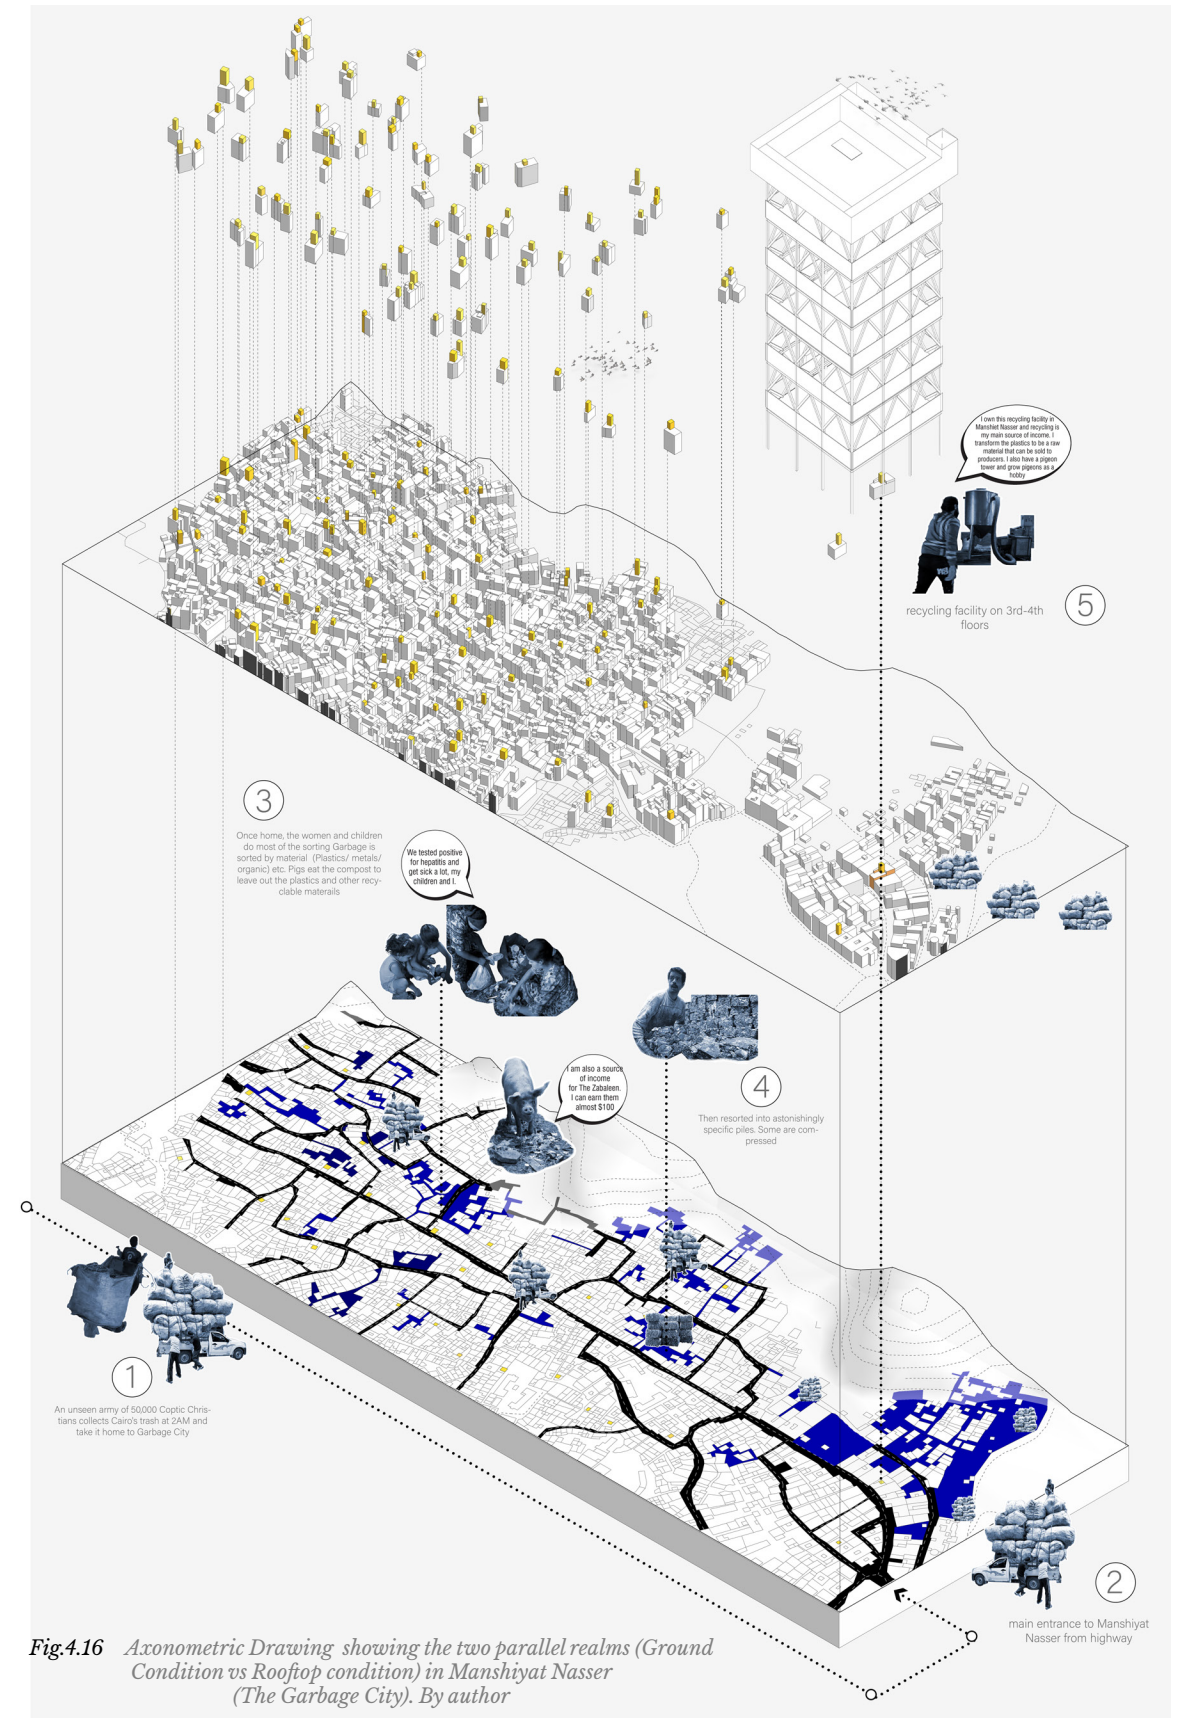 I own this recycling facility in
Manshiet Nasser and recycling is
my main source of income. I
transform the plastics to be a raw
material that can be sold to
producers. I also have a pigeon
tower and grow pigeons as a
hobby
recycling facility on 3rd-4th
floors
5
3
Once home, the women and children
do most of the sorting Garbage is
sorted by material (Plastics/ metals/
organic) etc. Pigs eat the compost to
leave out the plastics and other recy-
clable materails
We tested positive
for hepatitis and
get sick a lot, my
children and I.
I am also a source
of income
for The Zabaleen.
I can earn them
almost $100
4
Then resorted into astonishingly
specific piles. Some are com-
pressed
1
An unseen army of 50,000 Coptic Chris-
tians collects Cairo's trash at 2AM and
take it home to Garbage City
2
main entrance to Manshiyat
Nasser from highway
Fig.4.16 Axonometric Drawing showing the two parallel realms (Ground
Condition vs Rooftop condition) in Manshiyat Nasser
(The Garbage City). By author